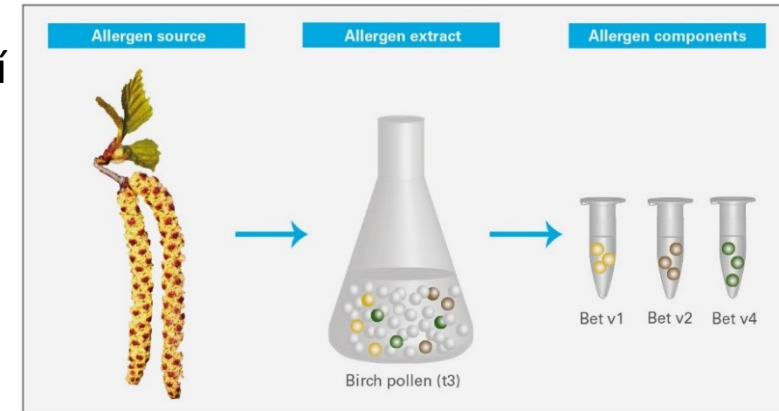 Allergen source
Allergen extract
Allergen components
í
Bet v1
Bet v2
Bet v4
Birch pollen (t3)